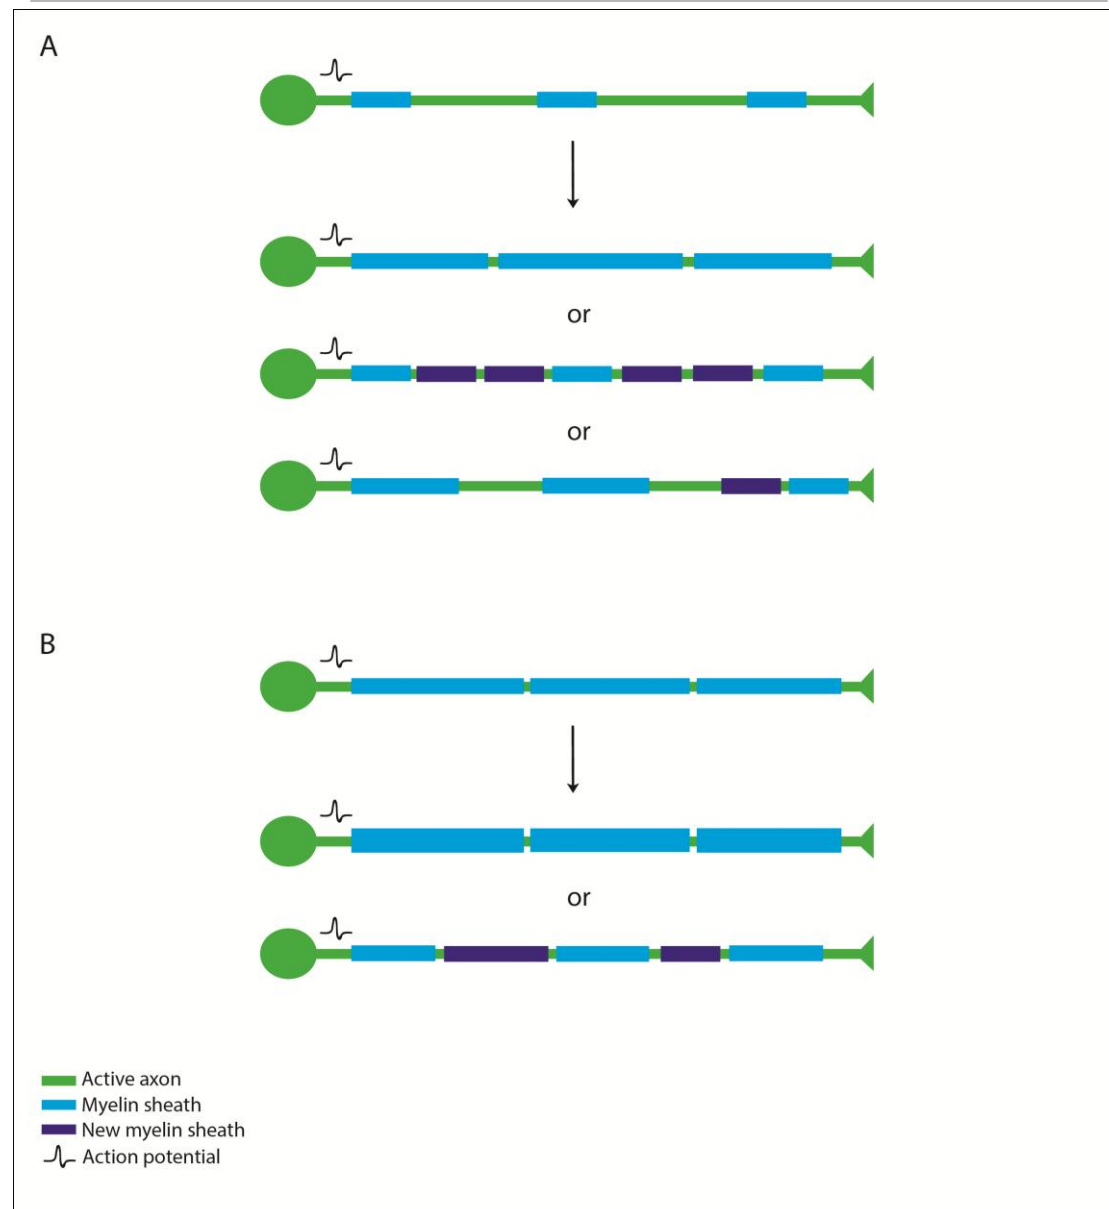 A
or
or
B
or
Active axon
Myelin sheath
New myelin sheath
Action potential